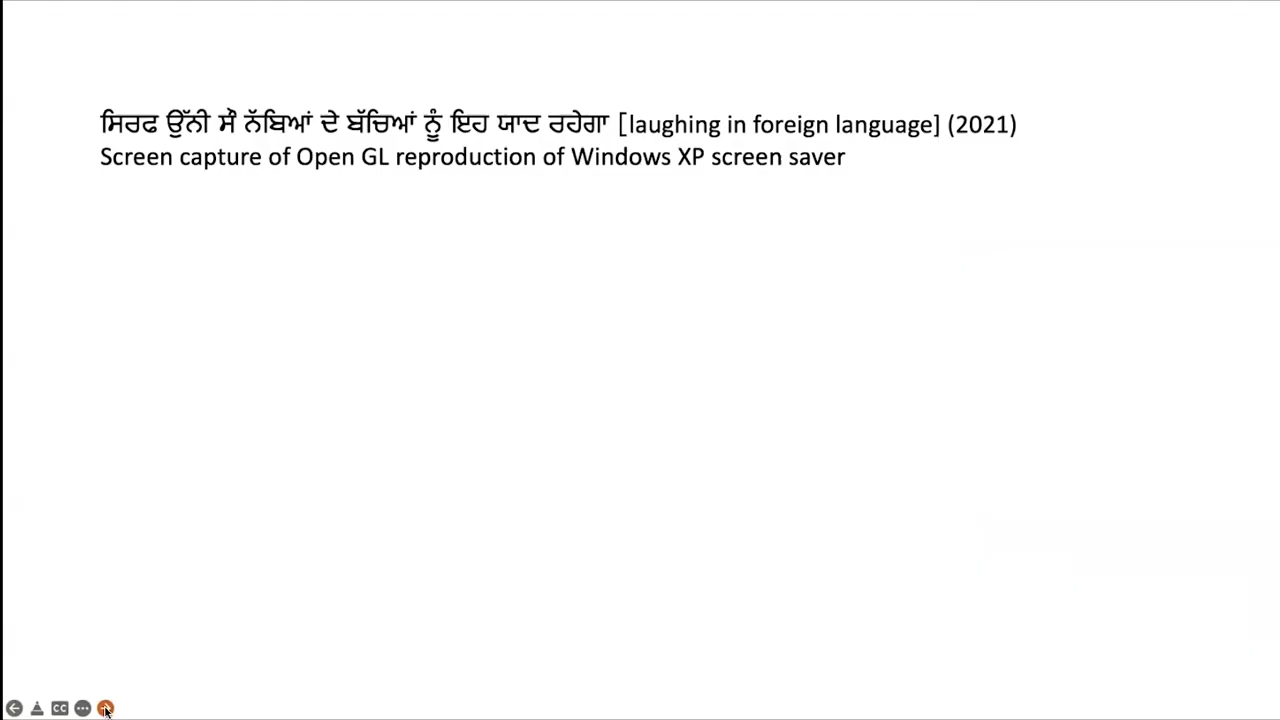 ਸਿਰਫ ਉੱਨੀ ਸੌ ਨੱਬਿਆਂ ਦੇ ਬੱਚਿਆਂ ਨੂੰ ਇਹ ਯਾਦ ਰਹੇਗਾ [laughing in foreign language] (2021)
Screen capture of Open GL reproduction of Windows XP screen saver
CC